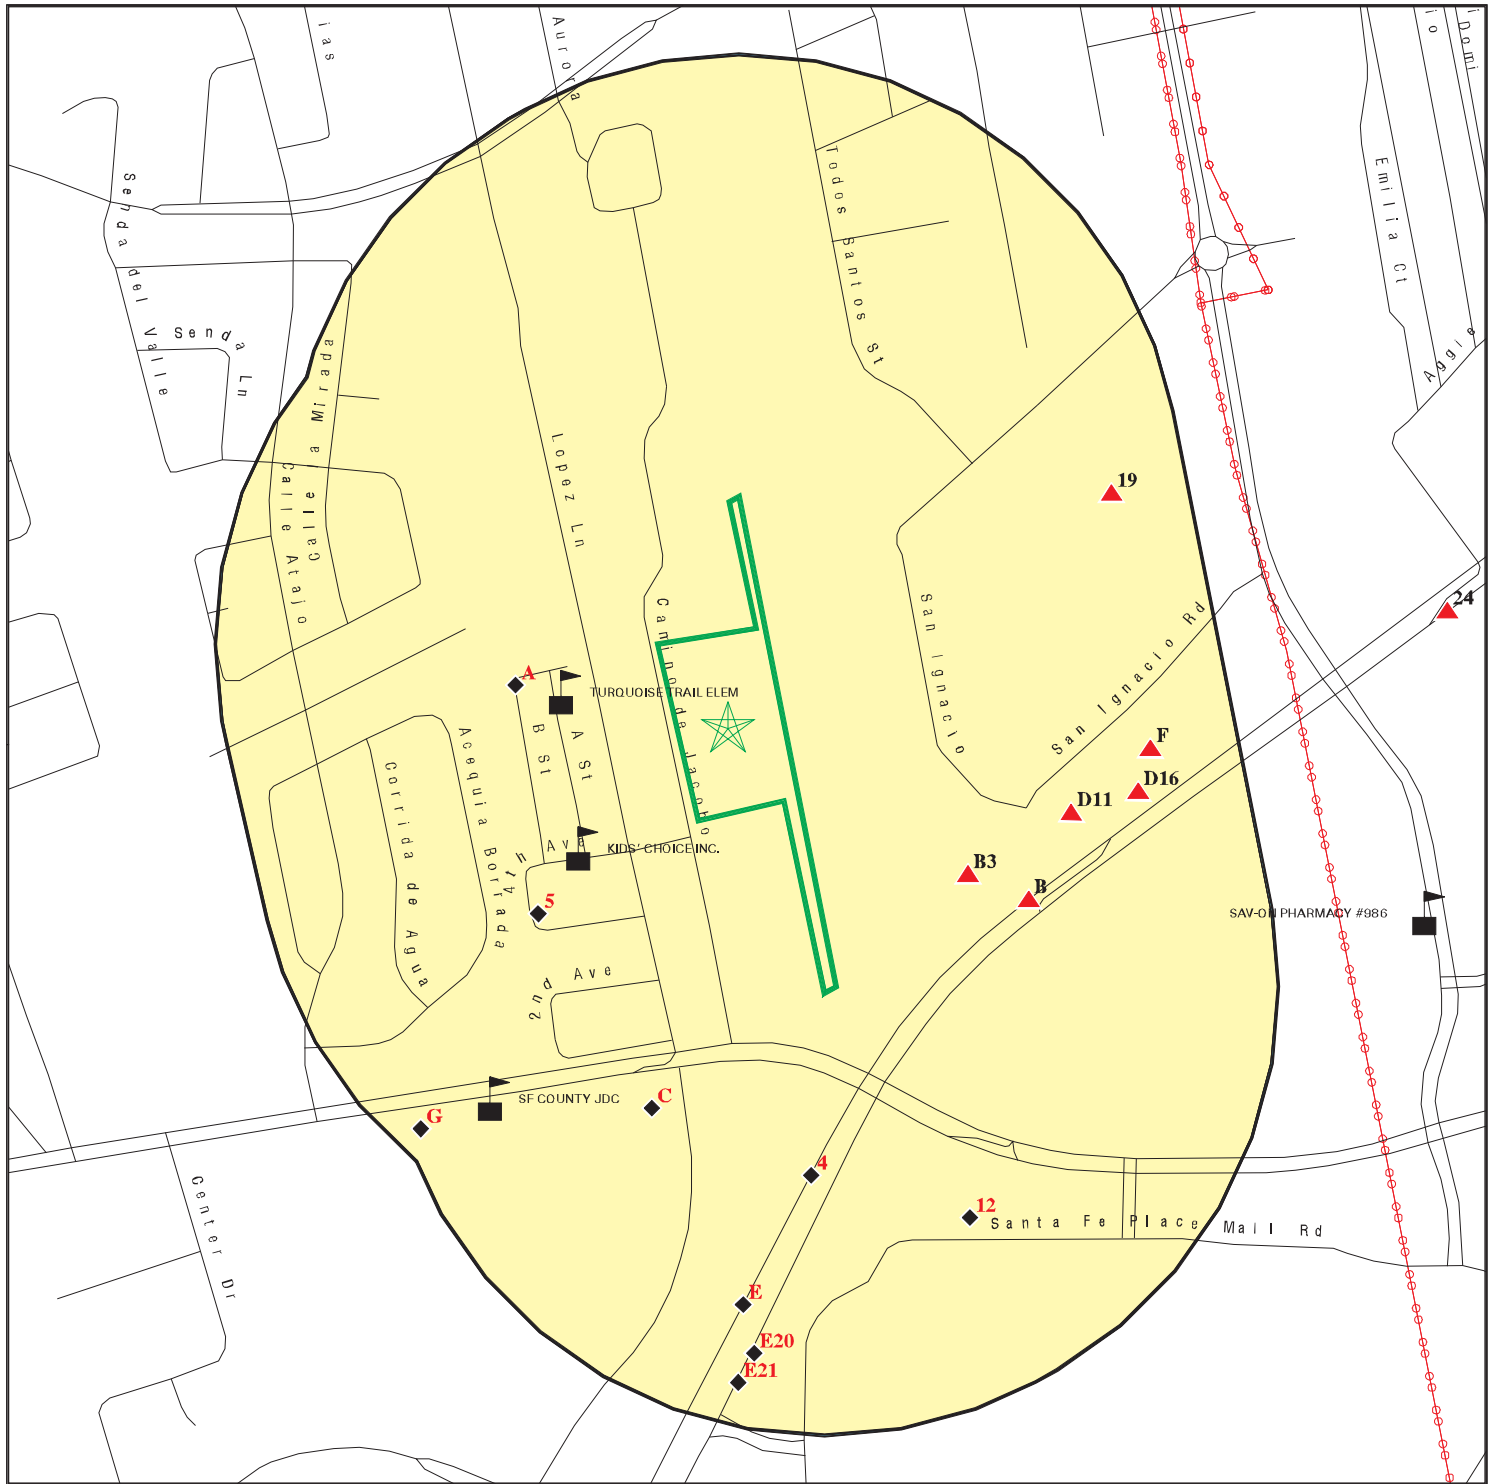 ias
Aurora
io
i Domi
Senda del Valle
Todos Santos St
Emilia Ct
Senda Ln
Calle Mirapa
Aggie
Lopez Ln
Calle Atajo
19
San Ignacio
San Ignacio Rd
24
Camino de Jacobo
A
TURQUOISE TRAIL ELEM
B St
A St
Acequia Borrada
Corrida de Agua
F
D16
D11
4th Ave
KIDS' CHOICE INC.
B3
B
5
SAV-ON PHARMACY #986
2nd Ave
SF COUNTY JDC
C
G
4
12
Santa Fe Place Mall Rd
Center Dr
E
E20
E21